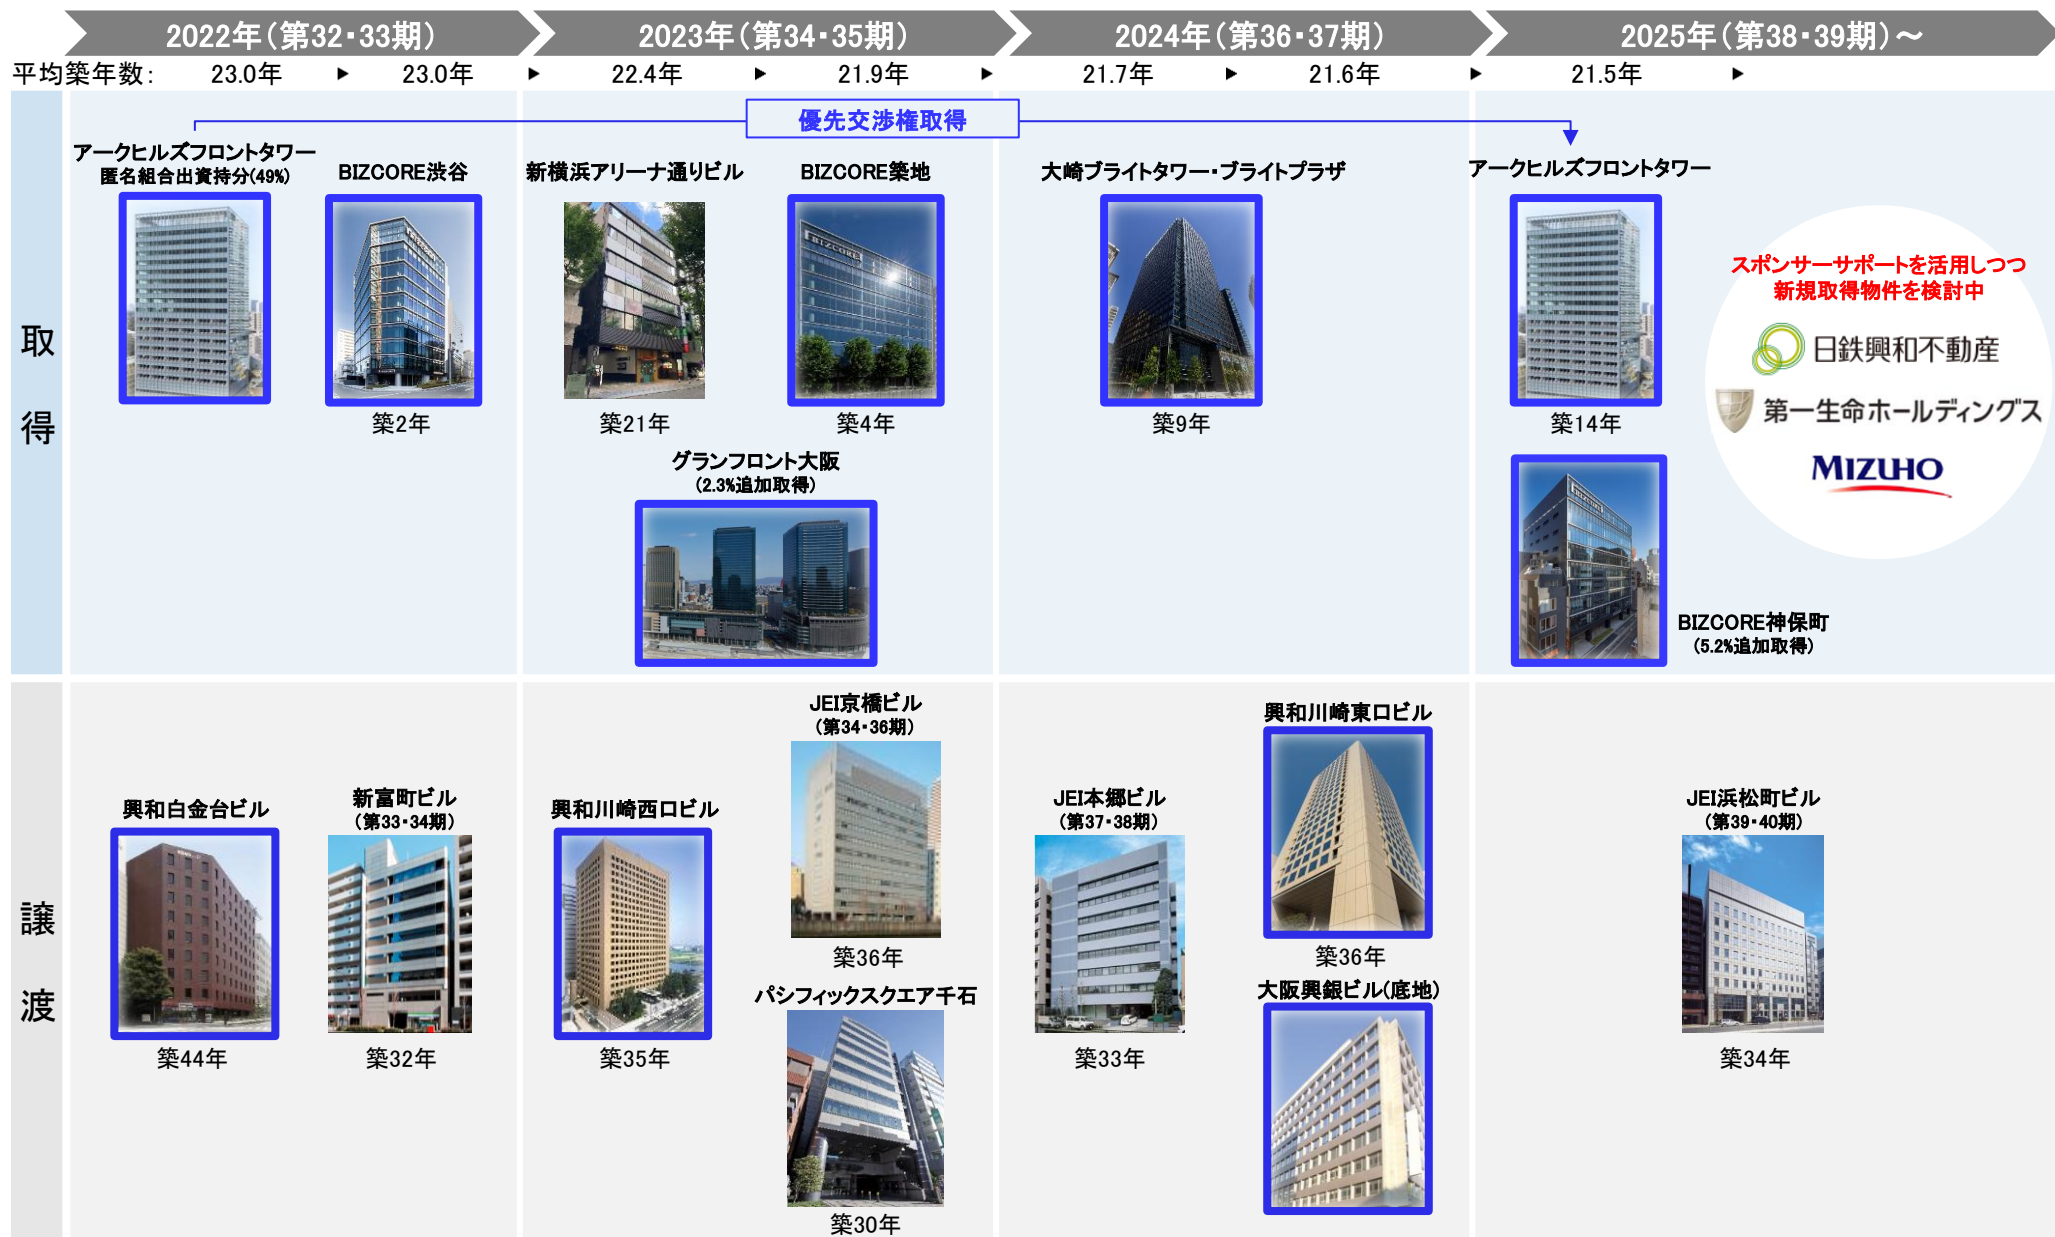 2022年（第32・33期）
2023年（第34・35期）
2024年（第36・37期）
2025年（第38・39期）～
平均築年数： 23.0年 ▶ 23.0年 ▶ 22.4年 ▶ 21.9年 ▶ 21.7年 ▶ 21.6年 ▶ 21.5年 ▶
優先交渉権取得
取得
アークヒルズフロントタワー
匿名組合出資持分(49%)
BIZCORE渋谷
築2年
新横浜アリーナ通りビル
築21年
BIZCORE築地
BIZCORE
築4年
グランフロント大阪
(2.3%追加取得)
大崎ブライトタワー・ブライトプラザ
築9年
アークヒルズフロントタワー
築14年
BIZCORE神保町
(5.2%追加取得)
スポンサーサポートを活用しつつ
新規取得物件を検討中
日鉄興和不動産
第一生命ホールディングス
MIZUHO
譲渡
興和白金台ビル
築44年
新富町ビル
（第33・34期）
築32年
興和川崎西口ビル
築35年
JEI京橋ビル
（第34・36期）
築36年
パシフィックスクエア千石
築30年
JEI本郷ビル
（第37・38期）
築33年
興和川崎東口ビル
築36年
大阪興銀ビル(底地)
JEI浜松町ビル
（第39・40期）
築34年